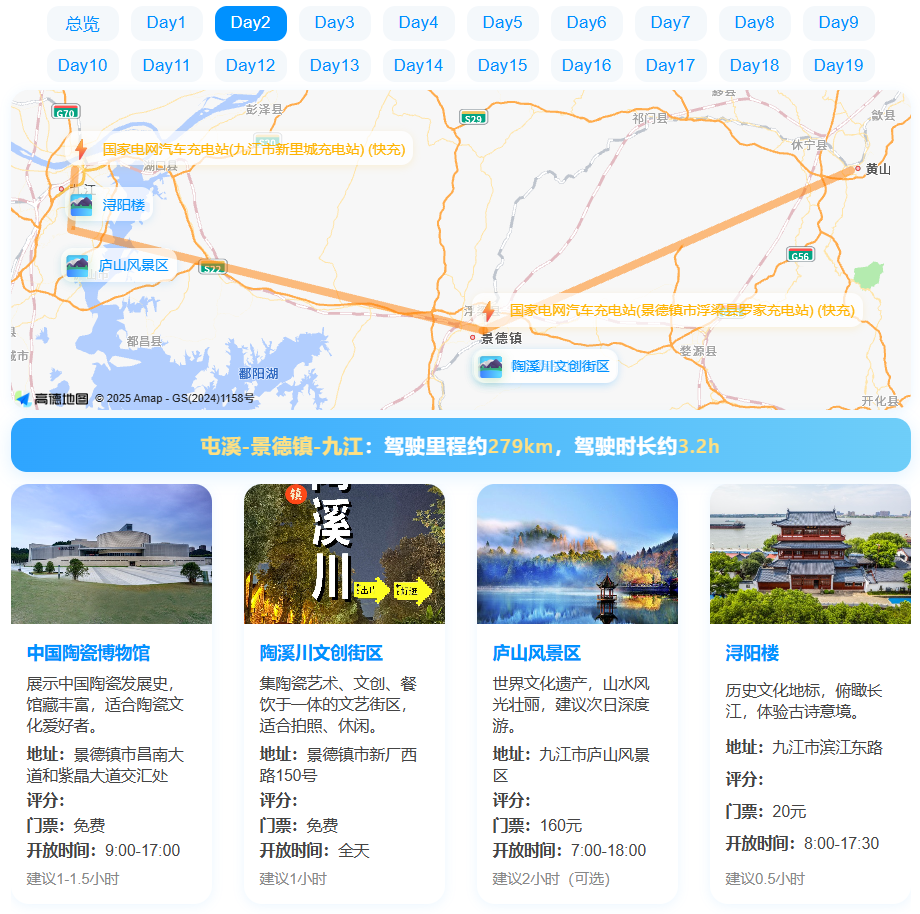 总览 Day1 Day2 Day3 Day4 Day5 Day6 Day7 Day8 Day9
Day10 Day11 Day12 Day13 Day14 Day15 Day16 Day17 Day18 Day19
G70
彭泽县
S29
祁门县
黟县
歙县
休宁县
国家电网汽车充电站(九江市新里城充电站) (快充)
湖口县
黄山
九江
浔阳楼
庐山风景区
S22
G56
国家电网汽车充电站(景德镇市浮梁县罗家充电站) (快充)
景德镇
都昌县
婺源县
陶溪川文创街区
鄱阳湖
城市
开化县
高德地图 © 2025 Amap - GS(2024)1158号
屯溪-景德镇-九江：驾驶里程约279km，驾驶时长约3.2h
镇
陶溪川
中国陶瓷博物馆
展示中国陶瓷发展史，
馆藏丰富，适合陶瓷文
化爱好者。
地址：景德镇市昌南大
道和紫晶大道交汇处
评分：
门票：免费
开放时间：9:00-17:00
建议1-1.5小时
陶溪川文创街区
集陶瓷艺术、文创、餐
饮于一体的文艺街区，
适合拍照、休闲。
地址：景德镇市新厂西
路150号
评分：
门票：免费
开放时间：全天
建议1小时
庐山风景区
世界文化遗产，山水风
光壮丽，建议次日深度
游。
地址：九江市庐山风景
区
评分：
门票：160元
开放时间：7:00-18:00
建议2小时（可选）
浔阳楼
历史文化地标，俯瞰长
江，体验古诗意境。
地址：九江市滨江东路
评分：
门票：20元
开放时间：8:00-17:30
建议0.5小时